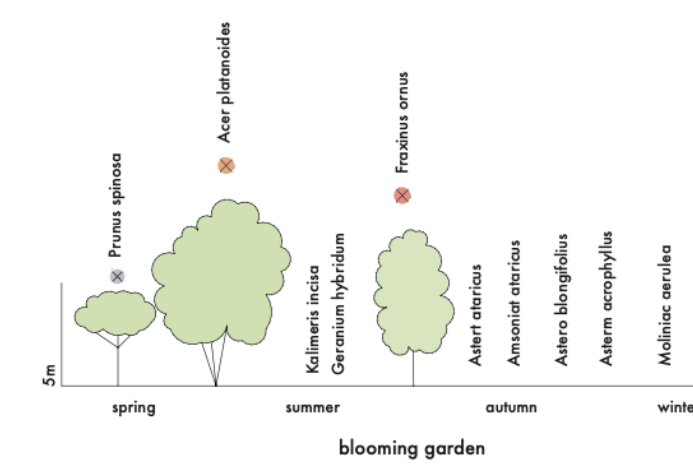 Prunus spinosa
Acer platanoides
Kalimeris incisa
Geranium hybridum
Fraxinus ornus
Astert ataricus
Amsoniat ataricus
Astero blongifolius
Asterm acrophyllus
Moliniac aerulea
5m
spring
summer
autumn
winte
blooming garden